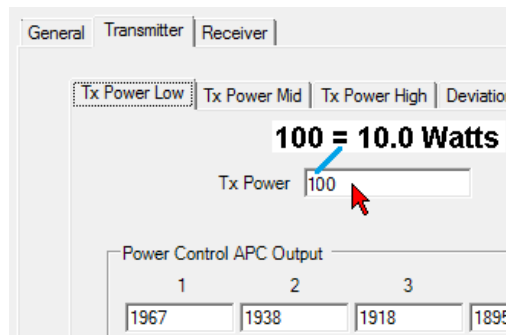 General Transmitter Receiver
Tx Power Low Tx Power Mid Tx Power High Deviatio
100 = 10.0 Watts
Tx Power 100
Power Control APC Output
1 2 3
1967 1938 1918 1895